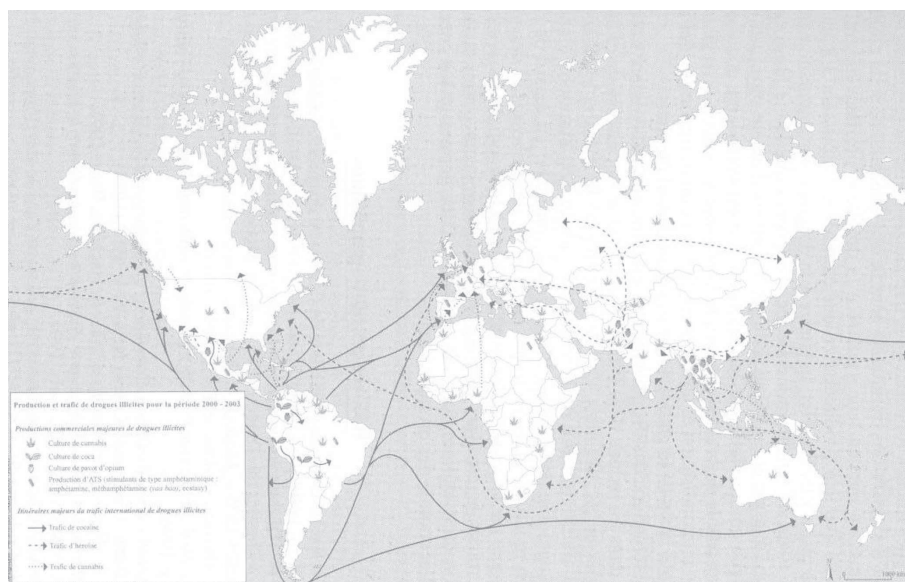 Production et trafic de drogues illicites pour la période 2000 - 2003
Productions commerciales majeures de drogues illicites
Culture de cannabis
Culture de coca
Culture de pavot d'opium
Production d'ATS (stimulants de type amphétaminique :
amphétamine, méthamphétamine (yaa baa), ecstasy)
Itinéraires majeurs du trafic international de drogues illicites
Trafic de cocaïne
Trafic d'héroïne
Trafic de cannabis